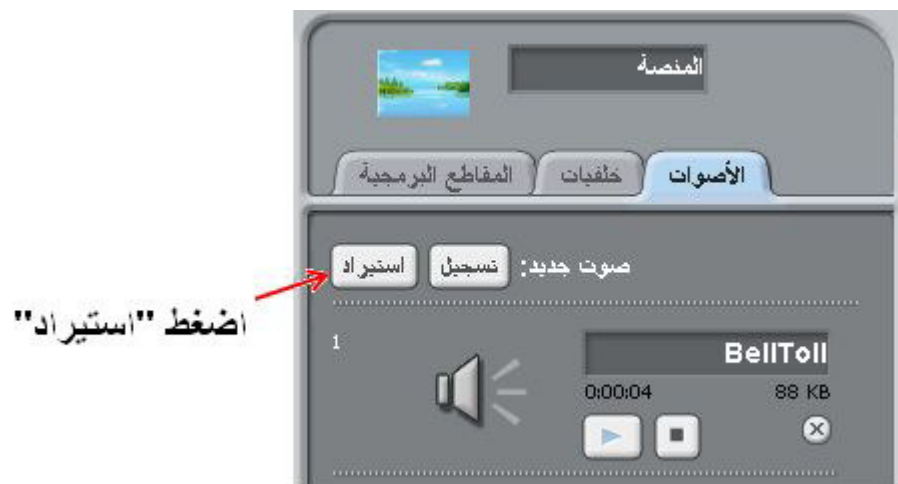 المنصة
الأصوات خلفيات المقاطع البرمجية
صوت جديد: تسجيل استيراد
اضغط "استيراد"
1
BellToll
0:00:04 88 KB